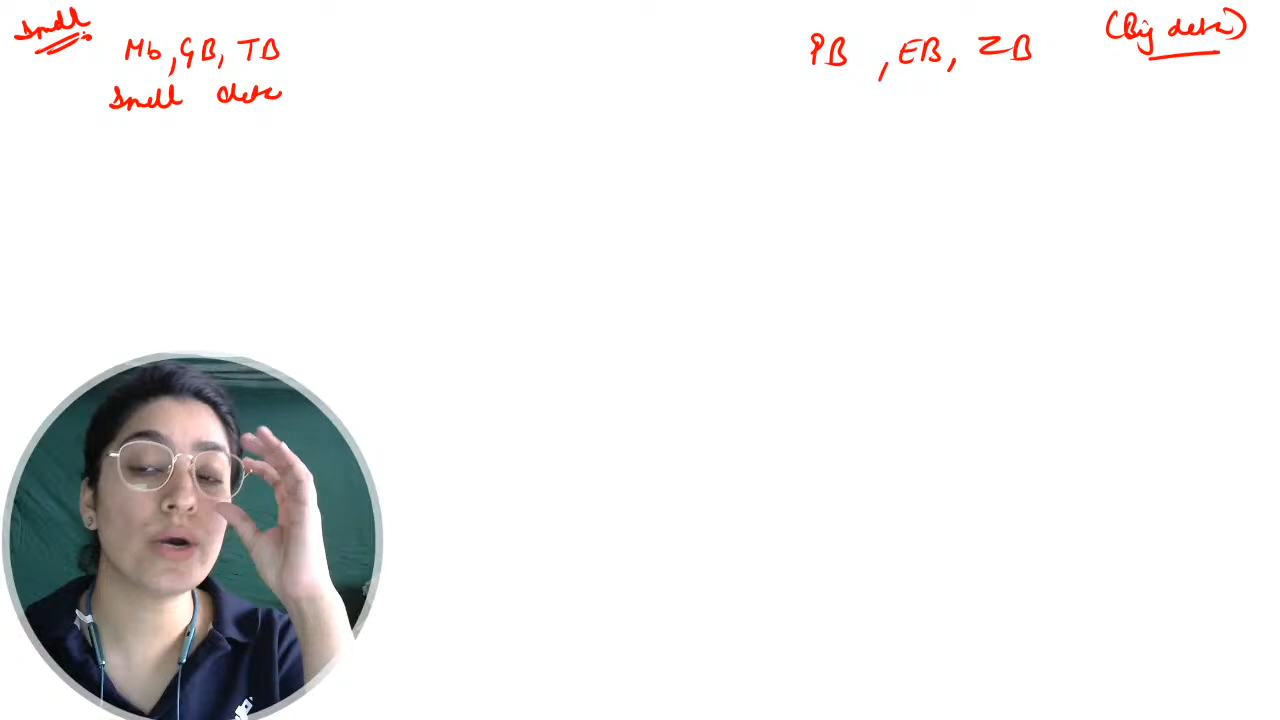 Small
Mb, GB, TB
Small data
PB, EB, ZB
(Big data)